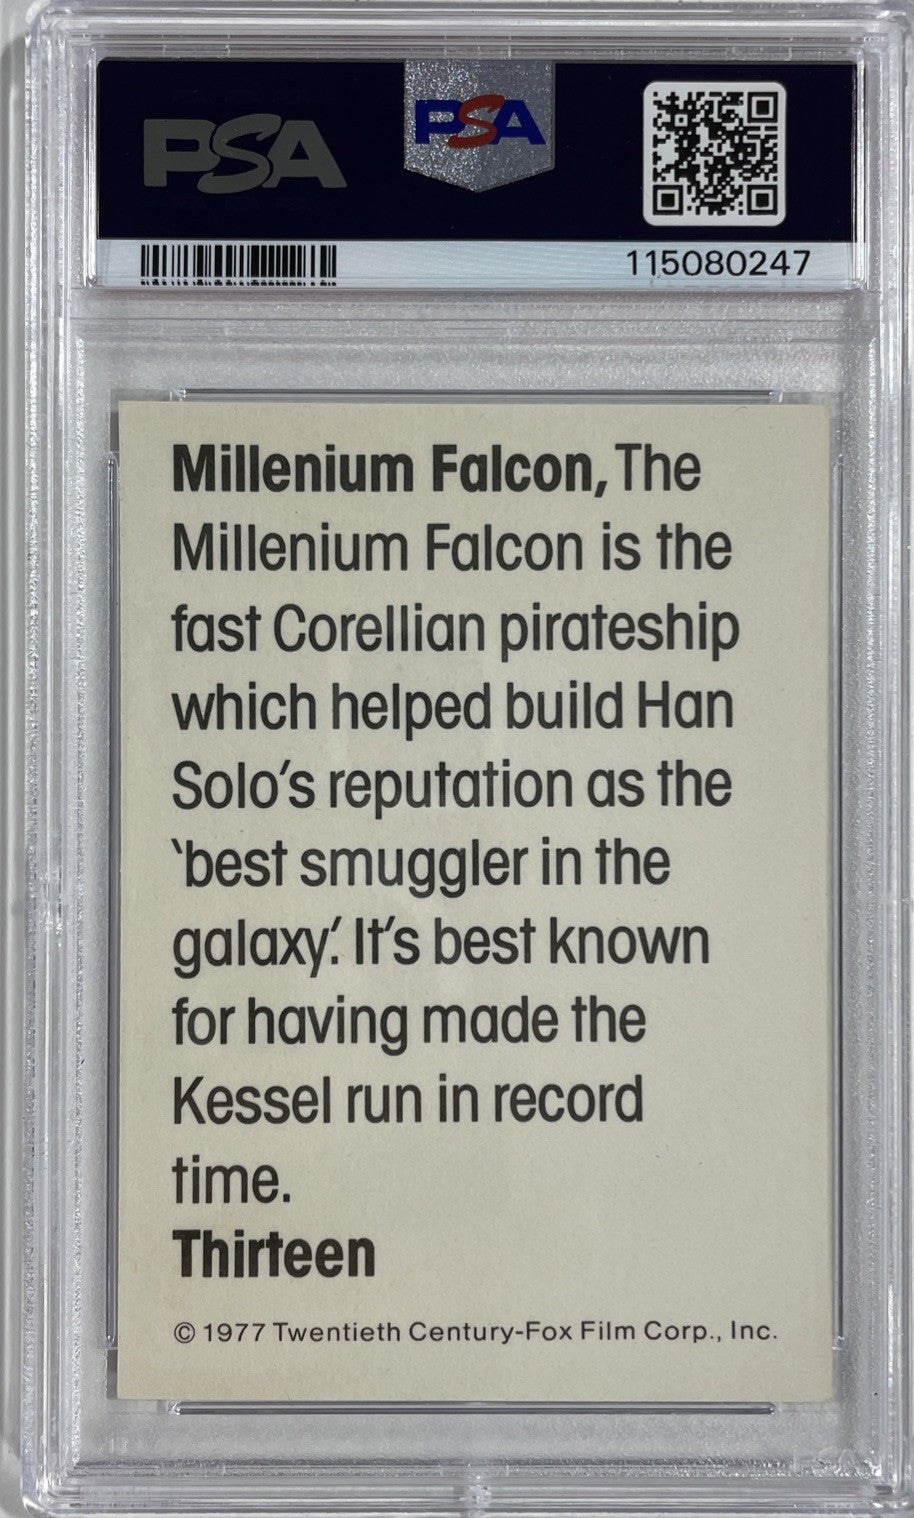 PSA
PSA
115080247
Millenium Falcon, The
Millenium Falcon is the
fast Corellian pirateship
which helped build Han
Solo's reputation as the
‵best smuggler in the
galaxy.' It's best known
for having made the
Kessel run in record
time.
Thirteen
© 1977 Twentieth Century-Fox Film Corp., Inc.